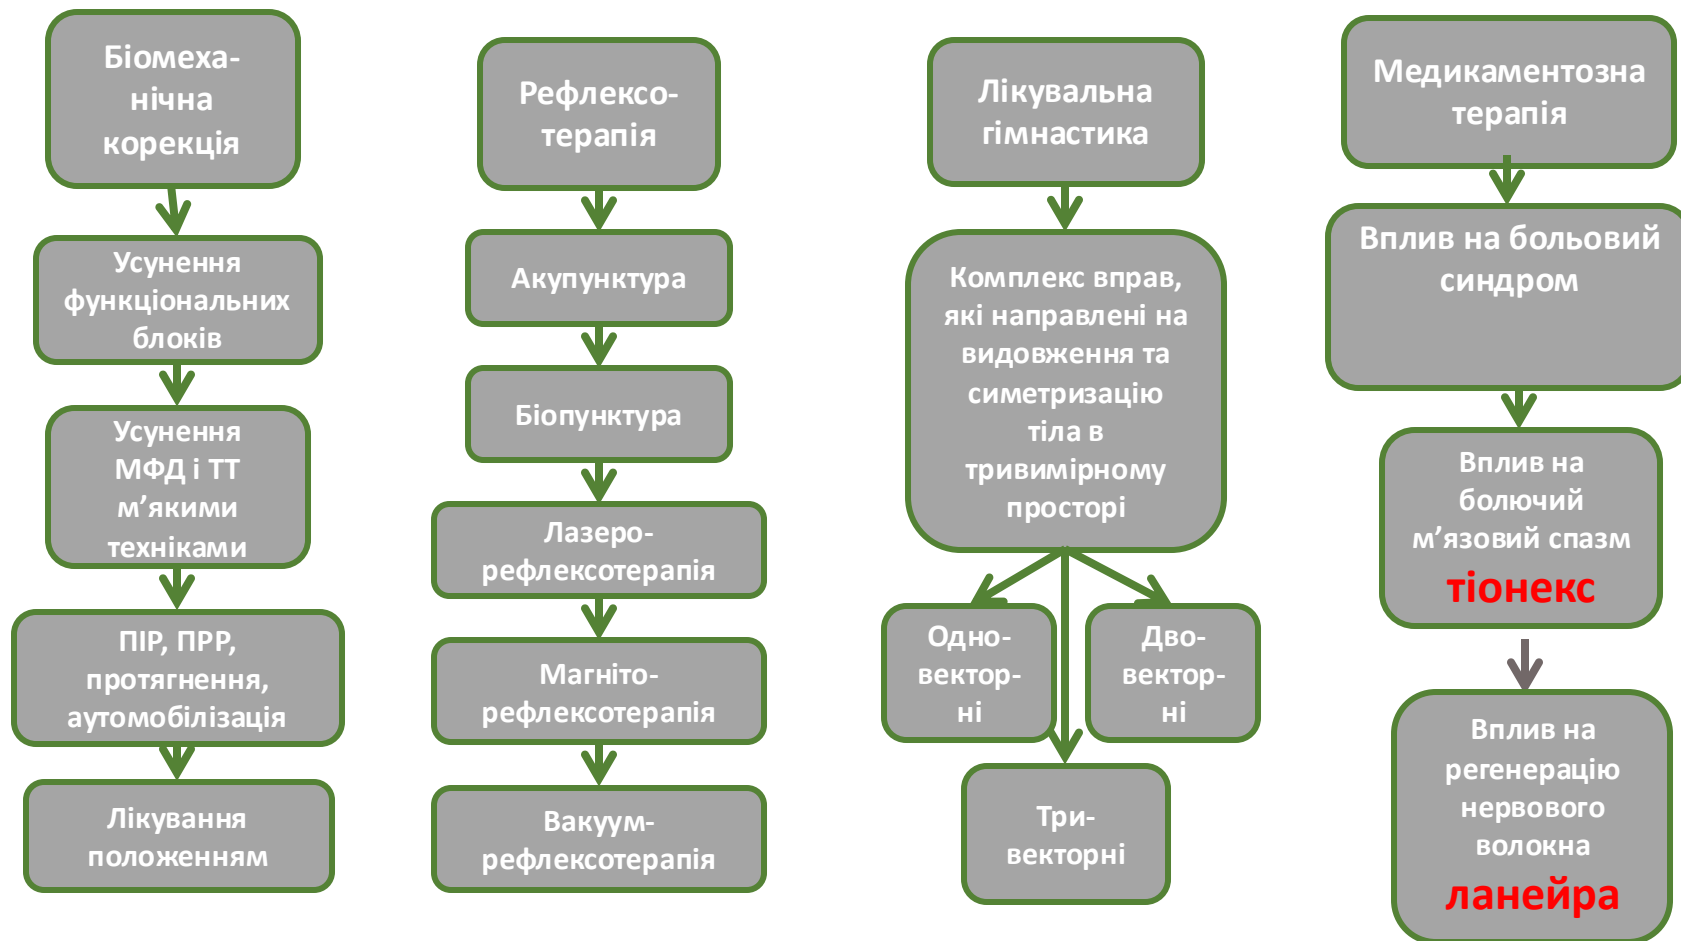 Біомеха-
нічна
корекція
Усунення
функціональних
блоків
Усунення
МФД і ТТ
м’якими
техніками
ПІР, ПРР,
протягнення,
аутомобілізація
Лікування
положенням
Рефлексо-
терапія
Акупунктура
Біопунктура
Лазеро-
рефлексотерапія
Магніто-
рефлексотерапія
Вакуум-
рефлексотерапія
Лікувальна
гімнастика
Комплекс вправ,
які направлені на
видовження та
симетризацію
тіла в
тривимірному
просторі
Одно-
вектор-
ні
Дво-
вектор-
ні
Три-
векторні
Медикаментозна
терапія
Вплив на больовий
синдром
Вплив на
болючий
м’язовий спазм
тіонекс
Вплив на
регенерацію
нервового
волокна
ланейра